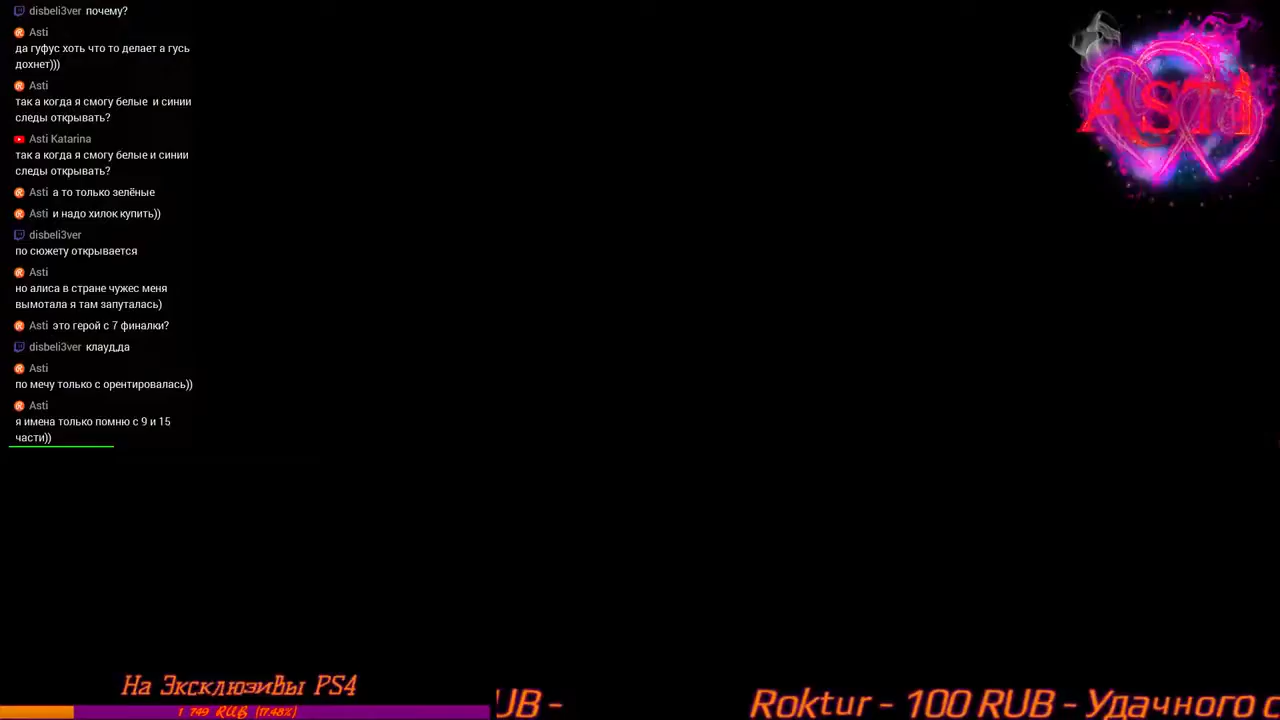 disbeli3ver почему?
Asti
да гуфус хоть что то делает а гусь
дохнет)))
Asti
так а когда я смогу белые и синии
следы открывать?
Asti Katarina
так а когда я смогу белые и синии
следы открывать?
Asti а то только зелёные
Asti и надо хилок купить))
disbeli3ver
по сюжету открывается
Asti
но алиса в стране чужес меня
вымотала я там запуталась)
Asti это герой с 7 финалки?
disbeli3ver клауд,да
Asti
по мечу только с орентировалась))
Asti
я имена только помню с 9 и 15
части))
Asti
На Эксклюзивы PS4
1 749 RUB (17.48%)
UB -
Roktur - 100 RUB - Удачного с